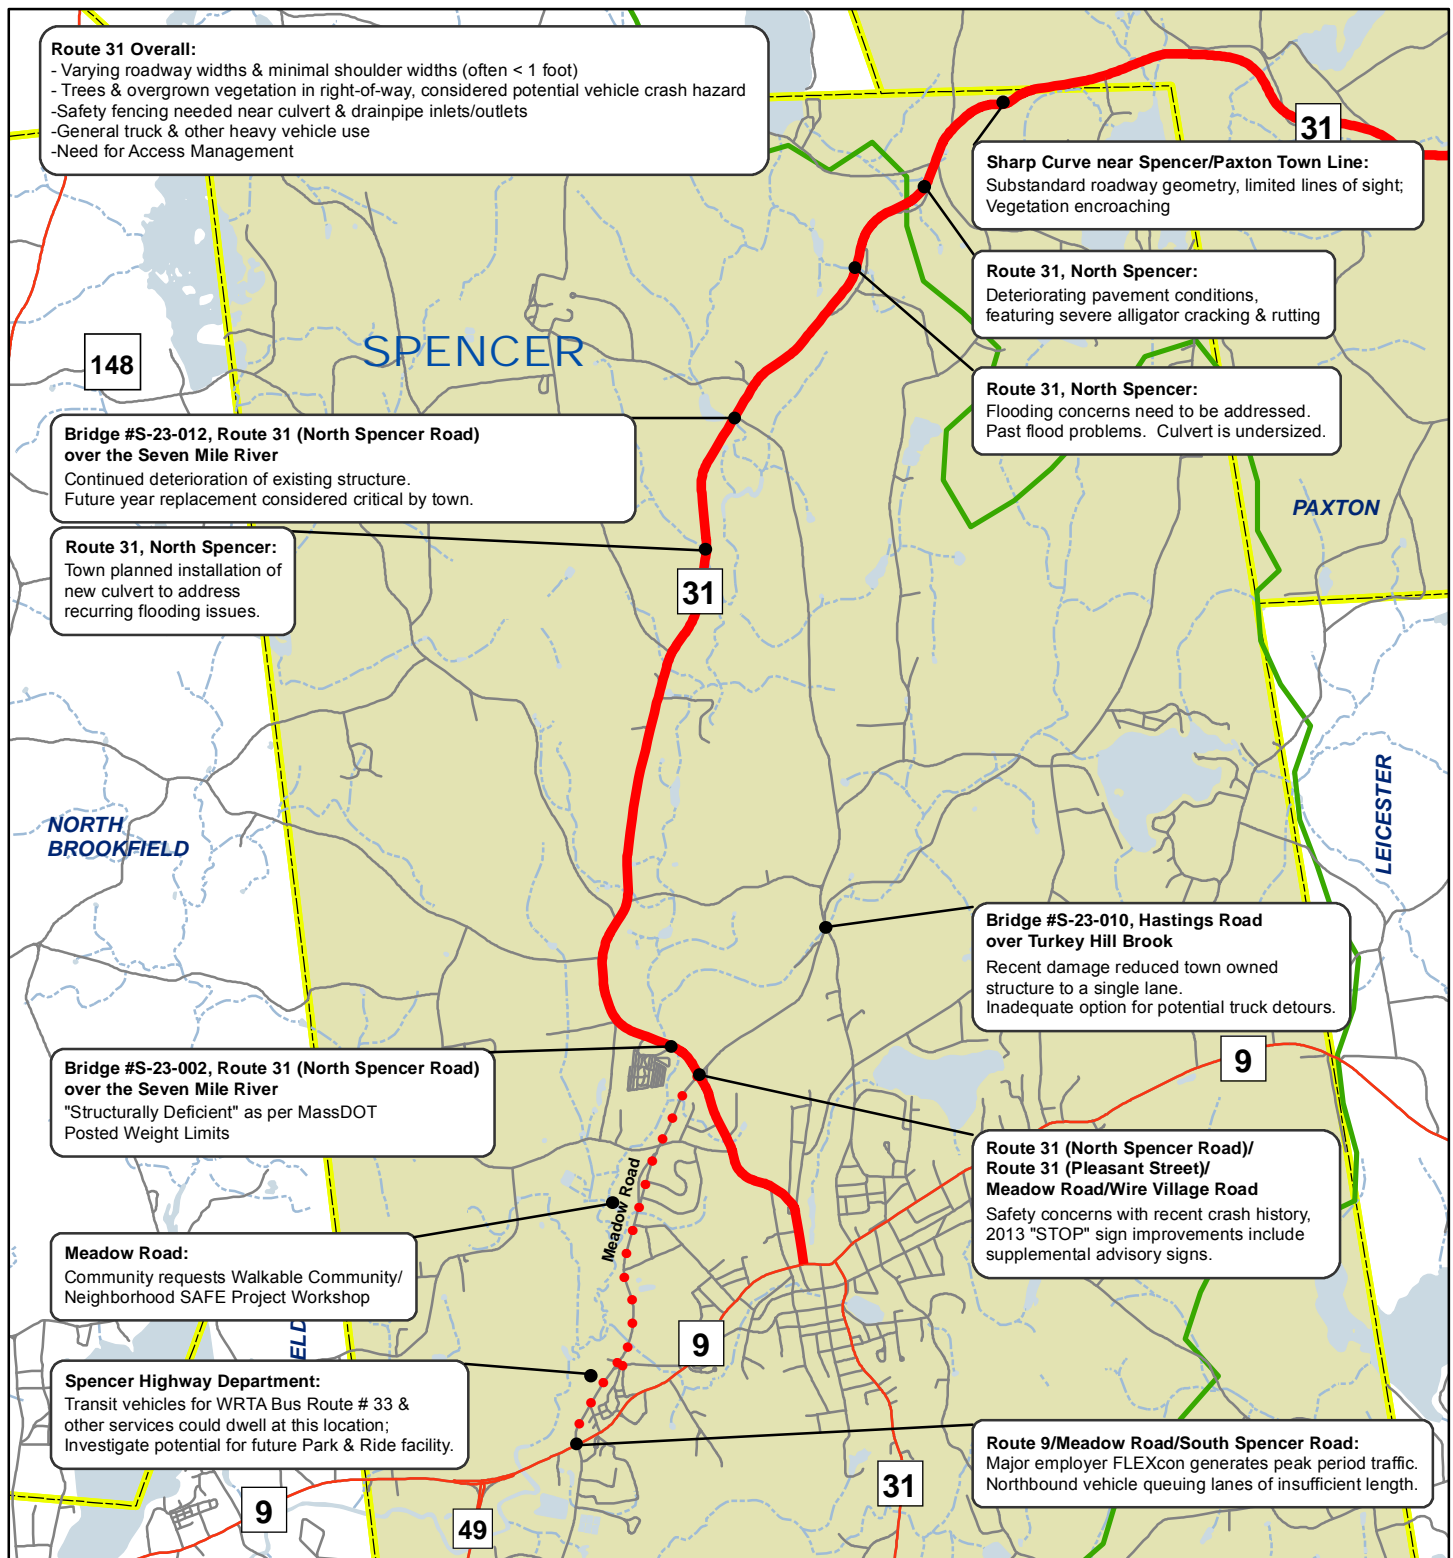 Route 31 Overall:
- Varying roadway widths & minimal shoulder widths (often < 1 foot)
- Trees & overgrown vegetation in right-of-way, considered potential vehicle crash hazard
-Safety fencing needed near culvert & drainpipe inlets/outlets
-General truck & other heavy vehicle use
-Need for Access Management
31
Sharp Curve near Spencer/Paxton Town Line:
Substandard roadway geometry, limited lines of sight;
Vegetation encroaching
Route 31, North Spencer:
Deteriorating pavement conditions,
featuring severe alligator cracking & rutting
148
SPENCER
Route 31, North Spencer:
Flooding concerns need to be addressed.
Past flood problems. Culvert is undersized.
Bridge #S-23-012, Route 31 (North Spencer Road)
over the Seven Mile River
Continued deterioration of existing structure.
Future year replacement considered critical by town.
PAXTON
Route 31, North Spencer:
Town planned installation of
new culvert to address
recurring flooding issues.
31
NORTH
BROOKFIELD
LEICESTER
Bridge #S-23-010, Hastings Road
over Turkey Hill Brook
Recent damage reduced town owned
structure to a single lane.
Inadequate option for potential truck detours.
9
Bridge #S-23-002, Route 31 (North Spencer Road)
over the Seven Mile River
"Structurally Deficient" as per MassDOT
Posted Weight Limits
Route 31 (North Spencer Road)/
Route 31 (Pleasant Street)/
Meadow Road/Wire Village Road
Safety concerns with recent crash history,
2013 "STOP" sign improvements include
supplemental advisory signs.
Meadow Road
Meadow Road:
Community requests Walkable Community/
Neighborhood SAFE Project Workshop
ELD
9
Spencer Highway Department:
Transit vehicles for WRTA Bus Route # 33 &
other services could dwell at this location;
Investigate potential for future Park & Ride facility.
Route 9/Meadow Road/South Spencer Road:
Major employer FLEXcon generates peak period traffic.
Northbound vehicle queuing lanes of insufficient length.
31
9
49